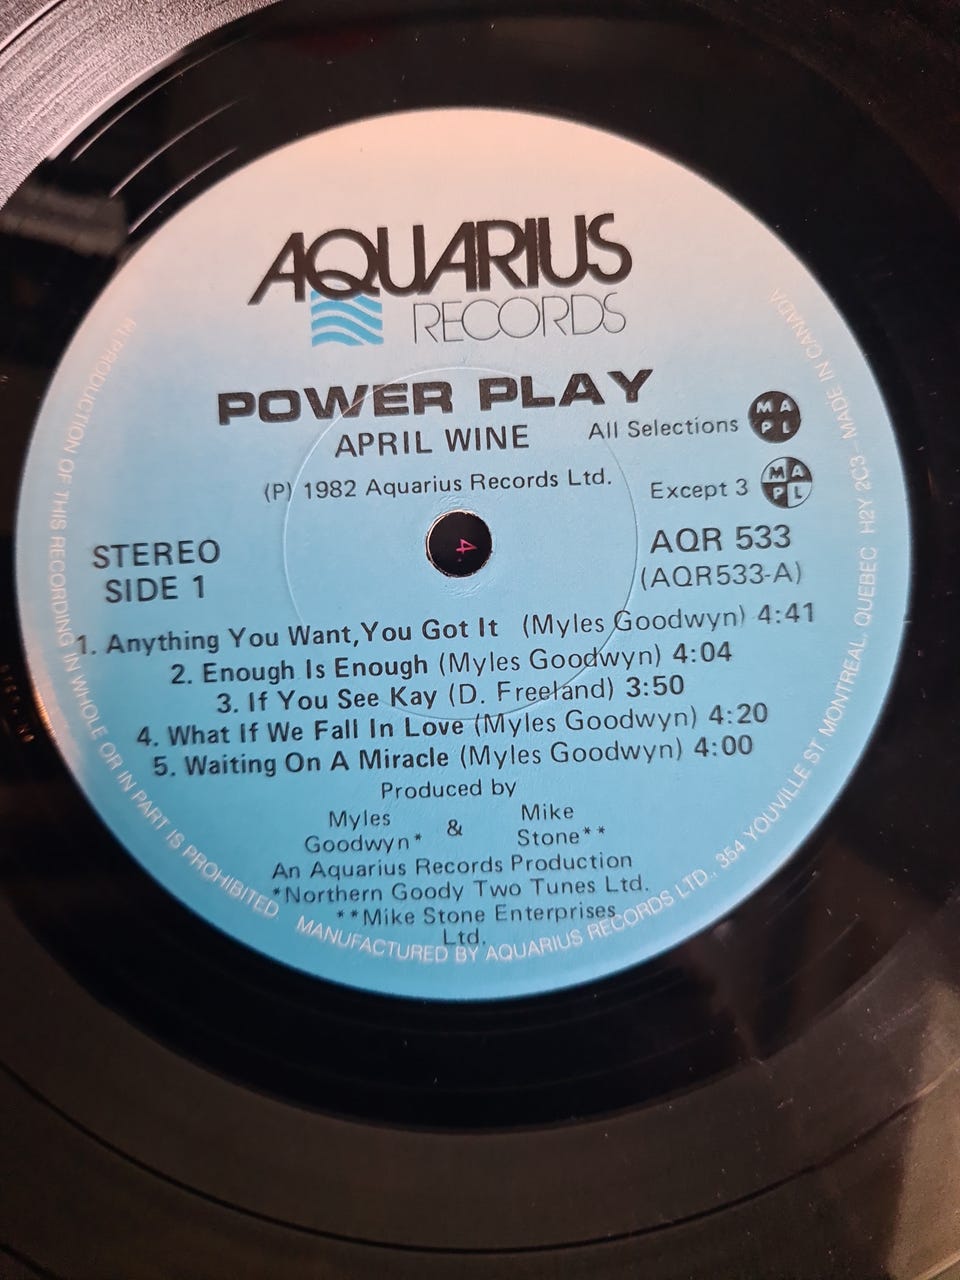 AQUARIUS
RECORDS
POWER PLAY
APRIL WINE
All Selections MAPL
(P) 1982 Aquarius Records Ltd.
Except 3 MAPL
STEREO
SIDE 1
AQR 533
(AQR533-A)
4
1. Anything You Want,You Got It (Myles Goodwyn) 4:41
2. Enough Is Enough (Myles Goodwyn) 4:04
3. If You See Kay (D. Freeland) 3:50
4. What If We Fall In Love (Myles Goodwyn) 4:20
5. Waiting On A Miracle (Myles Goodwyn) 4:00
Produced by
Myles Goodwyn* & Mike Stone**
An Aquarius Records Production
*Northern Goody Two Tunes Ltd.
**Mike Stone Enterprises
Ltd.
REPRODUCTION OF THIS RECORDING IN WHOLE OR IN PART IS PROHIBITED
MANUFACTURED BY AQUARIUS RECORDS LTD., 354 YOUVILLE ST MONTREAL, QUEBEC H2Y 2C3 – MADE IN CANADA